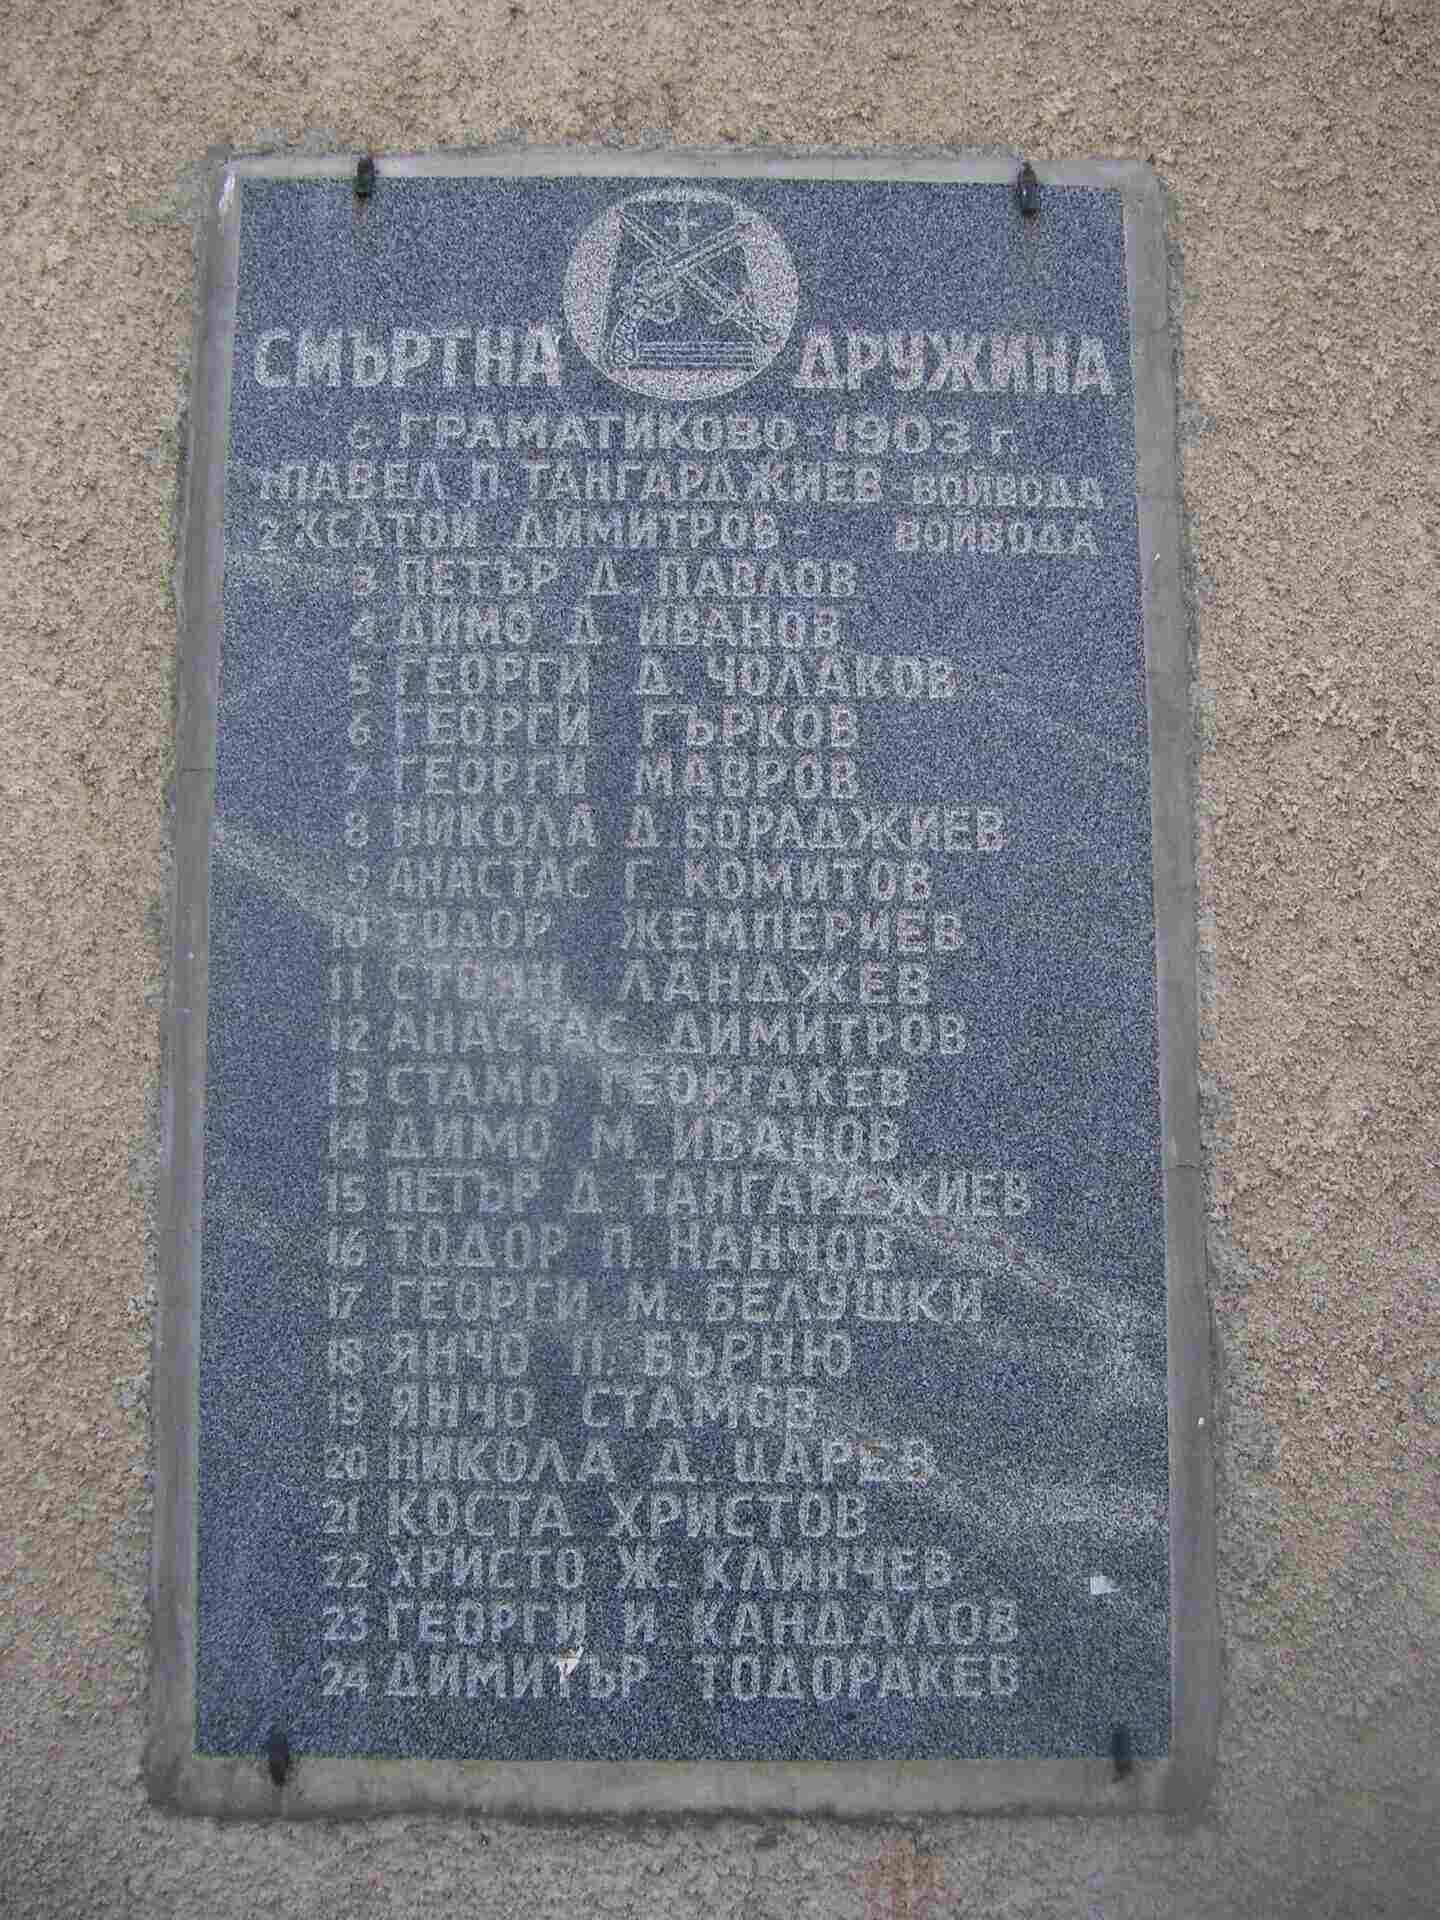 СМЪРТНА ДРУЖИНА
с. ГРАМАТИКОВО - 1903 г.
1 ПАВЕЛ П. ТАНГАРДЖИЕВ - ВОЙВОДА
2 КСАТОЙ ДИМИТРОВ - ВОЙВОДА
3 ПЕТЪР Д. ПАВЛОВ
4 ДИМО Д. ИВАНОВ
5 ГЕОРГИ Д. ЧОЛАКОВ
6 ГЕОРГИ ГЪРКОВ
7 ГЕОРГИ МАВРОВ
8 НИКОЛА Д. БОРАДЖИЕВ
9 АНАСТАС Г. КОМИТОВ
10 ТОДОР ЖЕМПЕРИЕВ
11 СТОЯН ЛАНДЖЕВ
12 АНАСТАС ДИМИТРОВ
13 СТАМО ГЕОРГАКЕВ
14 ДИМО М. ИВАНОВ
15 ПЕТЪР Д. ТАНГАРДЖИЕВ
16 ТОДОР П. НАНЧОВ
17 ГЕОРГИ М. БЕЛУШКИ
18 ЯНЧО П. БЪРНЮ
19 ЯНЧО СТАМОВ
20 НИКОЛА Д. ЦАРЕВ
21 КОСТА ХРИСТОВ
22 ХРИСТО Ж. КЛИНЧЕВ
23 ГЕОРГИ И. КАНДАЛОВ
24 ДИМИТЪР ТОДОРАКЕВ